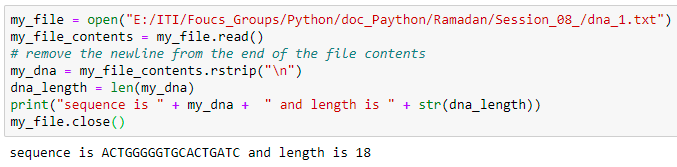 my_file = open("E:/ITI/Foucs_Groups/Python/doc_Paython/Ramadan/Session_08_/dna_1.txt")
my_file_contents = my_file.read()
# remove the newline from the end of the file contents
my_dna = my_file_contents.rstrip("\n")
dna_length = len(my_dna)
print("sequence is " + my_dna +  " and length is " + str(dna_length))
my_file.close()
sequence is ACTGGGGGTGCACTGATC and length is 18